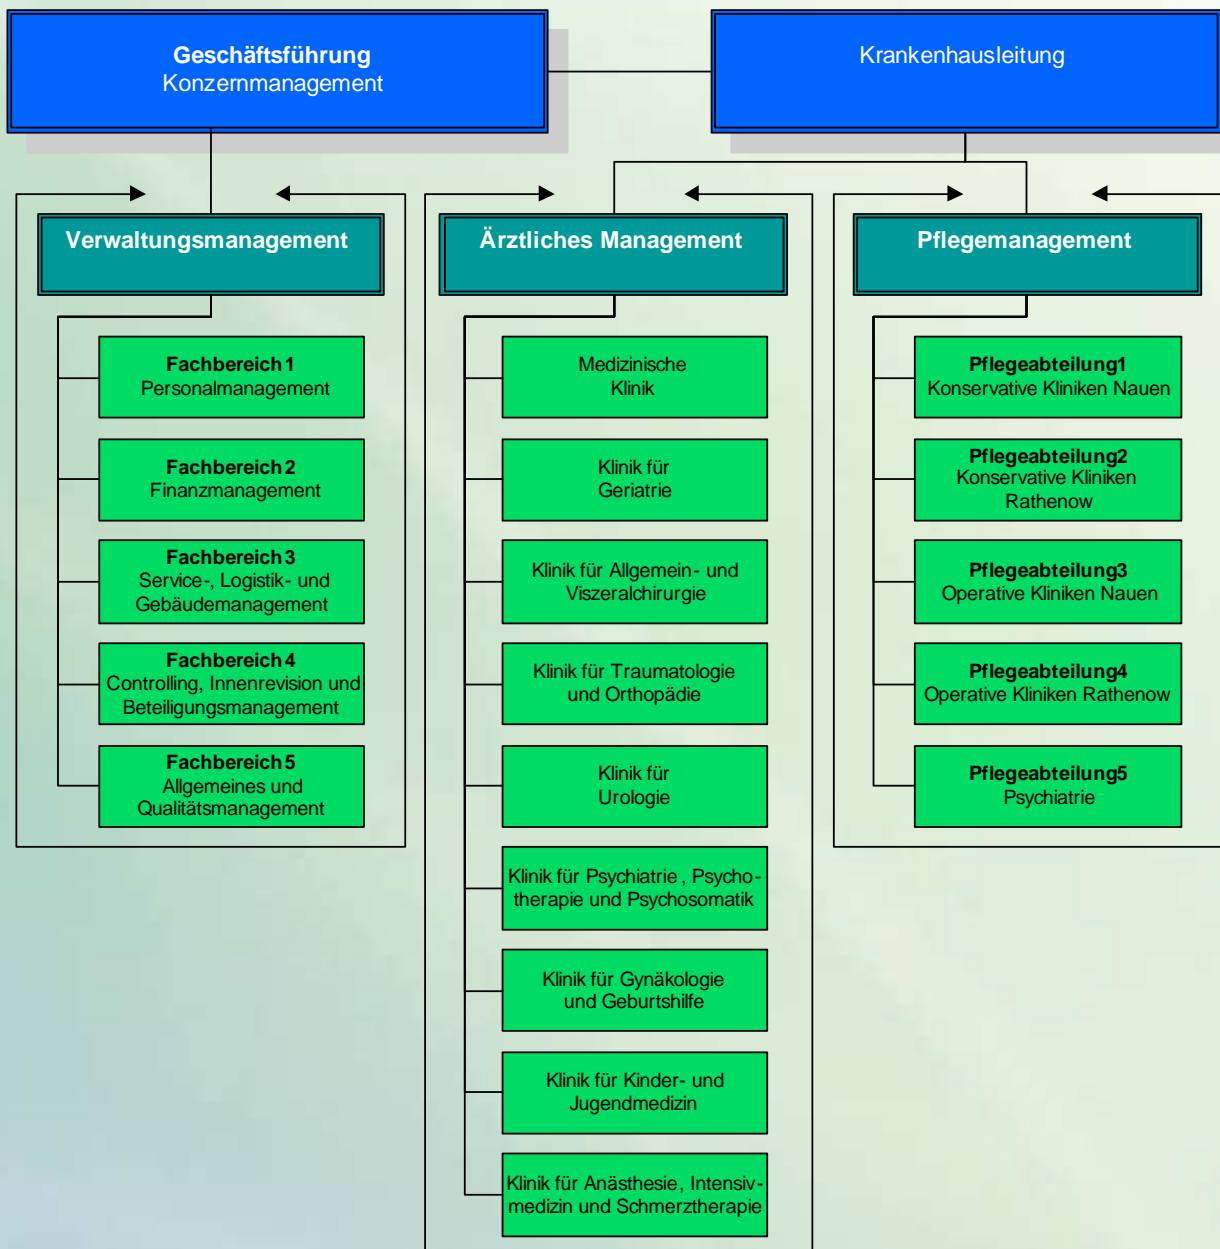 Geschäftsführung
Konzernmanagement
Krankenhausleitung
Verwaltungsmanagement
Fachbereich 1
Personalmanagement
Fachbereich 2
Finanzmanagement
Fachbereich 3
Service-, Logistik- und
Gebäudemanagement
Fachbereich 4
Controlling, Innenrevision und
Beteiligungsmanagement
Fachbereich 5
Allgemeines und
Qualitätsmanagement
Ärztliches Management
Medizinische
Klinik
Klinik für
Geriatrie
Klinik für Allgemein- und
Viszeralchirurgie
Klinik für Traumatologie
und Orthopädie
Klinik für
Urologie
Klinik für Psychiatrie , Psycho-
therapie und Psychosomatik
Klinik für Gynäkologie
und Geburtshilfe
Klinik für Kinder- und
Jugendmedizin
Klinik für Anästhesie, Intensiv-
medizin und Schmerztherapie
Pflegemanagement
Pflegeabteilung1
Konservative Kliniken Nauen
Pflegeabteilung2
Konservative Kliniken
Rathenow
Pflegeabteilung3
Operative Kliniken Nauen
Pflegeabteilung4
Operative Kliniken Rathenow
Pflegeabteilung5
Psychiatrie